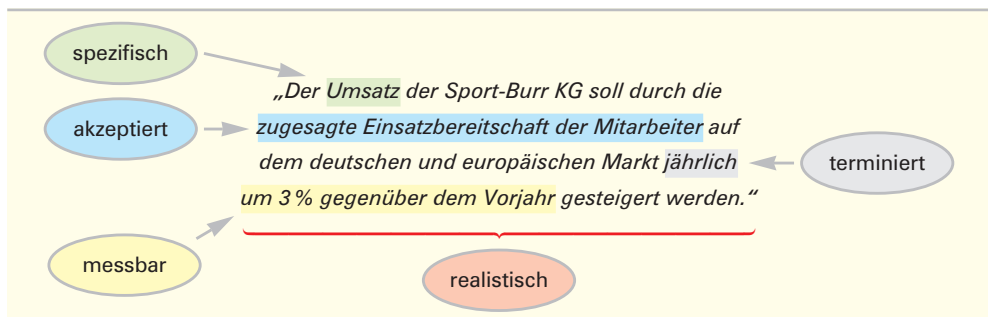 spezifisch
„Der Umsatz der Sport-Burr KG soll durch die
akzeptiert
zugesagte Einsatzbereitschaft der Mitarbeiter auf
dem deutschen und europäischen Markt jährlich
terminiert
um 3 % gegenüber dem Vorjahr gesteigert werden.“
messbar
realistisch